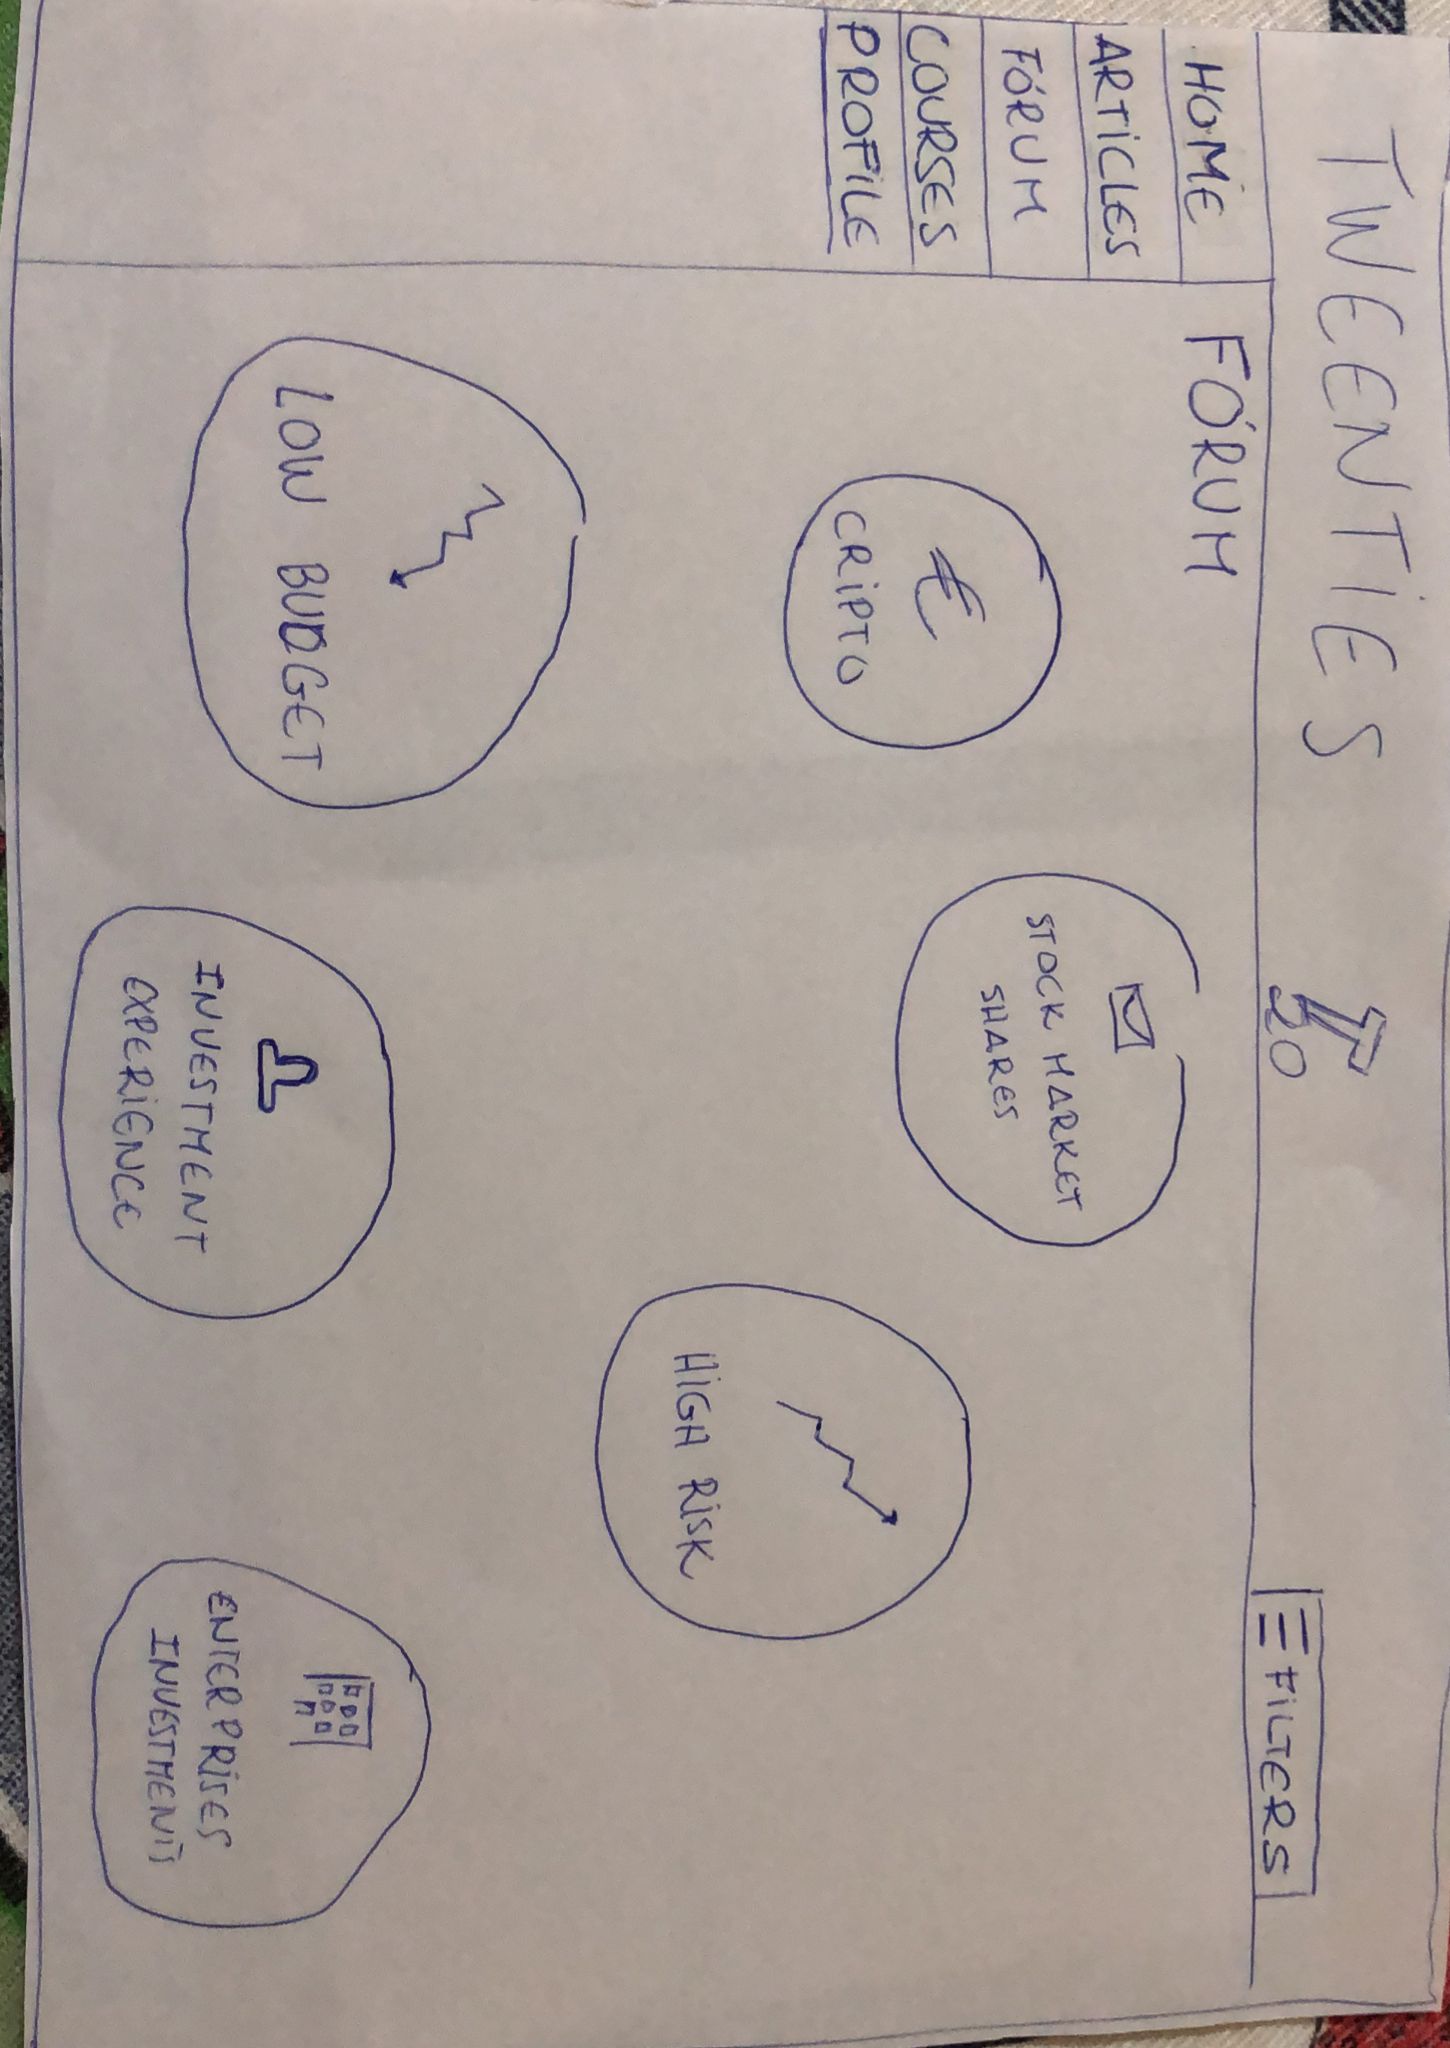 TWEENTIES
20
FILTERS
HOME
ARTICLES
FÓRUM
COURSES
PROFILE
FÓRUM
€
CRIPTO
STOCK MARKET
SHARES
HIGH RISK
LOW BUDGET
INVESTMENT
EXPERIENCE
ENTERPRISES
INVESTMENTS